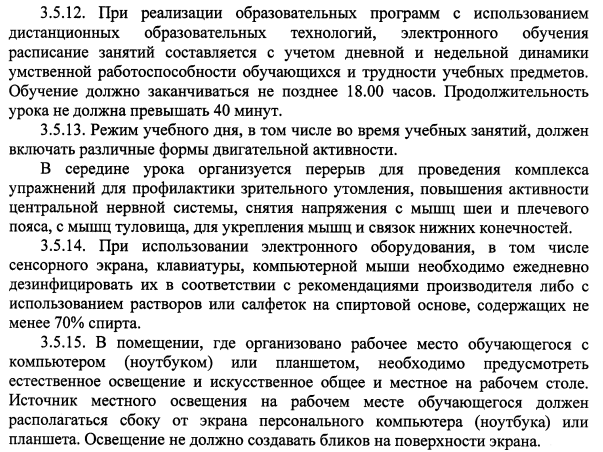 3.5.12. При реализации образовательных программ с использованием
дистанционных образовательных технологий, электронного обучения
расписание занятий составляется с учетом дневной и недельной динамики
умственной работоспособности обучающихся и трудности учебных предметов.
Обучение должно заканчиваться не позднее 18.00 часов. Продолжительность
урока не должна превышать 40 минут.
3.5.13. Режим учебного дня, в том числе во время учебных занятий, должен
включать различные формы двигательной активности.
В середине урока организуется перерыв для проведения комплекса
упражнений для профилактики зрительного утомления, повышения активности
центральной нервной системы, снятия напряжения с мышц шеи и плечевого
пояса, с мышц туловища, для укрепления мышц и связок нижних конечностей.
3.5.14. При использовании электронного оборудования, в том числе
сенсорного экрана, клавиатуры, компьютерной мыши необходимо ежедневно
дезинфицировать их в соответствии с рекомендациями производителя либо с
использованием растворов или салфеток на спиртовой основе, содержащих не
менее 70% спирта.
3.5.15. В помещении, где организовано рабочее место обучающегося с
компьютером (ноутбуком) или планшетом, необходимо предусмотреть
естественное освещение и искусственное общее и местное на рабочем столе.
Источник местного освещения на рабочем месте обучающегося должен
располагаться сбоку от экрана персонального компьютера (ноутбука) или
планшета. Освещение не должно создавать бликов на поверхности экрана.